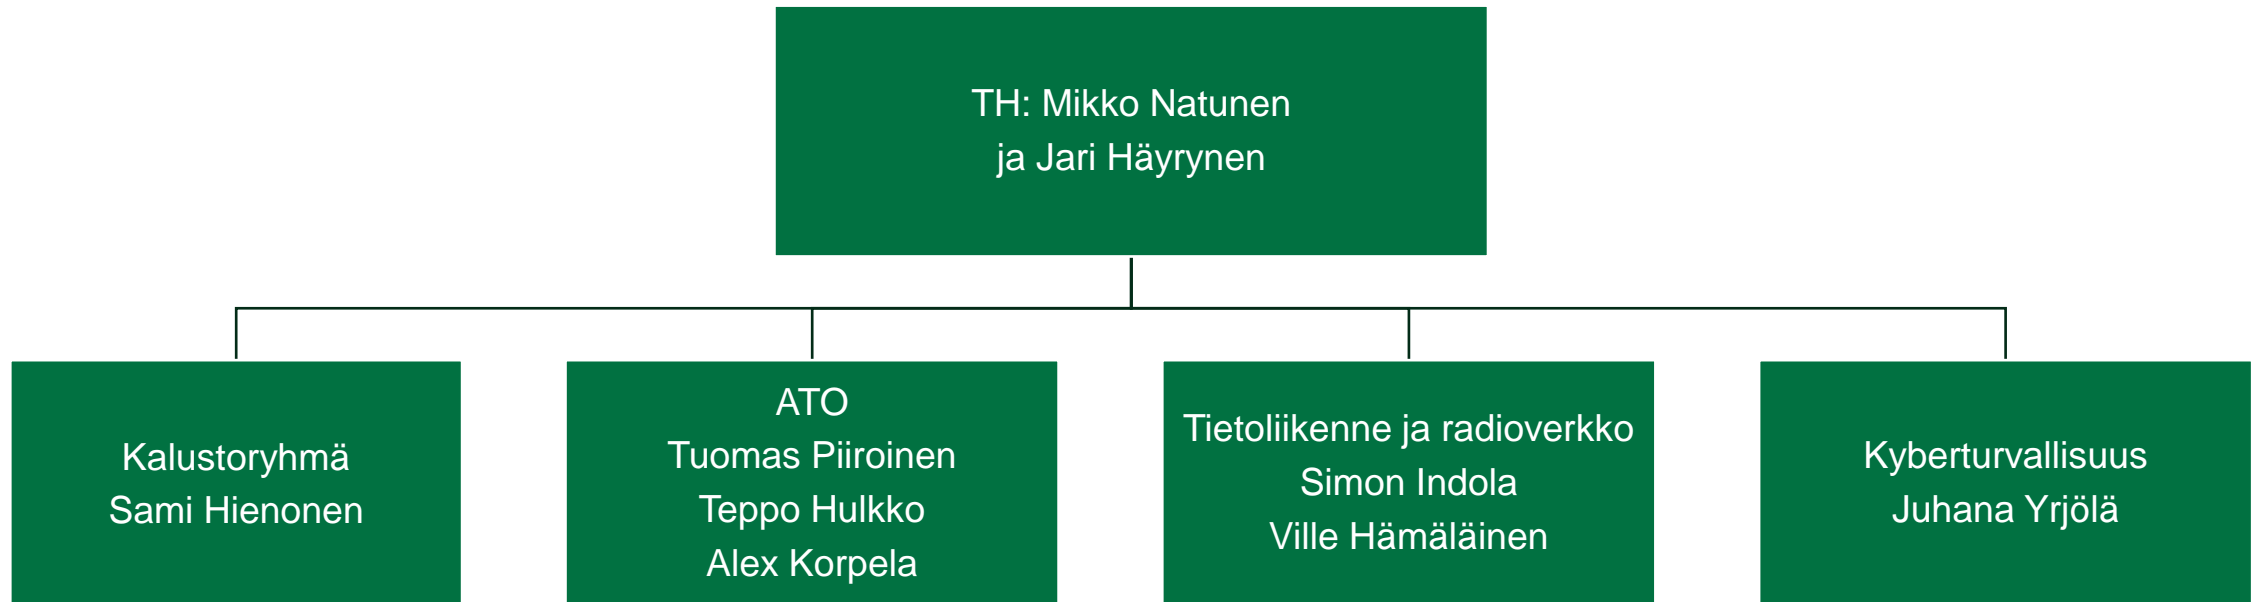 TH: Mikko Natunen
ja Jari Häyrynen
Kalustoryhmä
Sami Hienonen
ATO
Tuomas Piiroinen
Teppo Hulkko
Alex Korpela
Tietoliikenne ja radioverkko
Simon Indola
Ville Hämäläinen
Kyberturvallisuus
Juhana Yrjölä